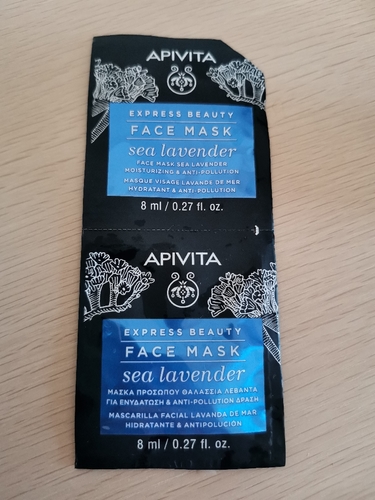 APIVITA
EXPRESS BEAUTY
FACE MASK
sea lavender
FACE MASK SEA LAVENDER
MOISTURIZING & ANTI-POLLUTION
MASQUE VISAGE LAVANDE DE MER
HYDRATANT & ANTI-POLLUTION
8 ml / 0.27 fl. oz.
APIVITA
EXPRESS BEAUTY
FACE MASK
sea lavender
ΜΑΣΚΑ ΠΡΟΣΩΠΟΥ ΘΑΛΑΣΣΙΑ ΛΕΒΑΝΤΑ
ΓΙΑ ΕΝΥΔΑΤΩΣΗ & ANTI-POLLUTION ΔΡΑΣΗ
MASCARILLA FACIAL LAVANDA DE MAR
HIDRATANTE & ANTIPOLUCIÓN
8 ml / 0.27 fl. oz.